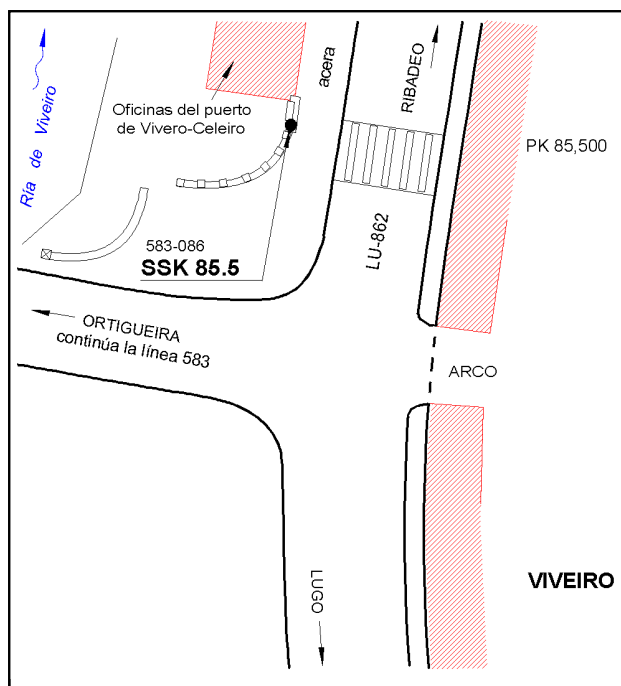 Ría de Viveiro
Oficinas del puerto
de Vivero-Celeiro
acera
RIBADEO
PK 85,500
LU-862
583-086
SSK 85.5
ORTIGUEIRA
continúa la línea 583
ARCO
LUGO
VIVEIRO